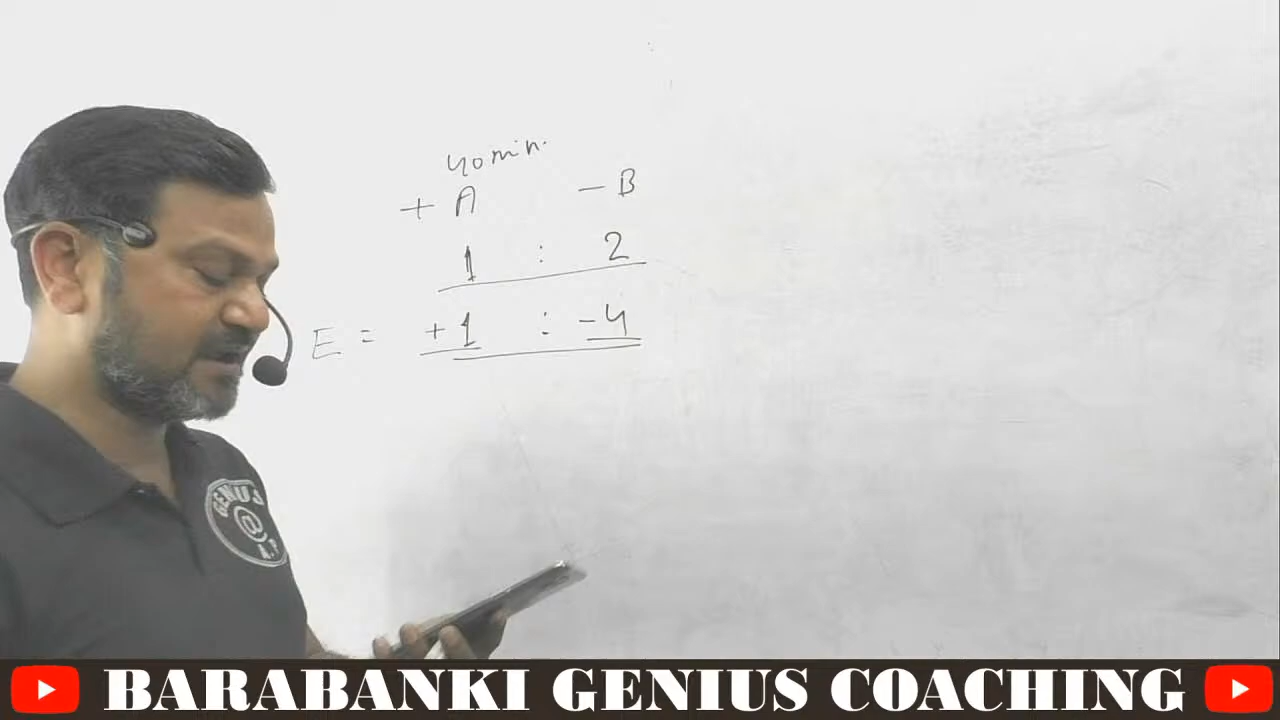 40 min.
+ A - B
1 : 2
E = +1 : -4
GENIUS
@
A.P
BARABANKI GENIUS COACHING